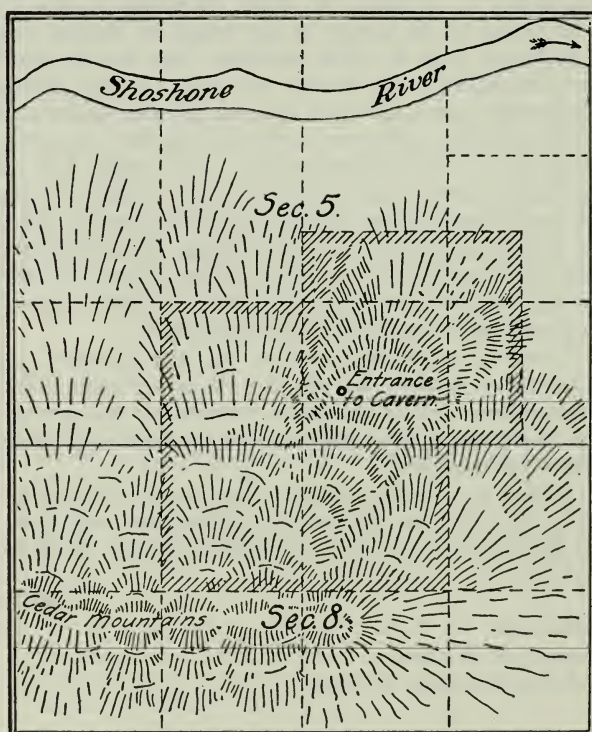 Shoshone River
Sec. 5.
Entrance
to Cavern.
Cedar Mountains
Sec. 8.